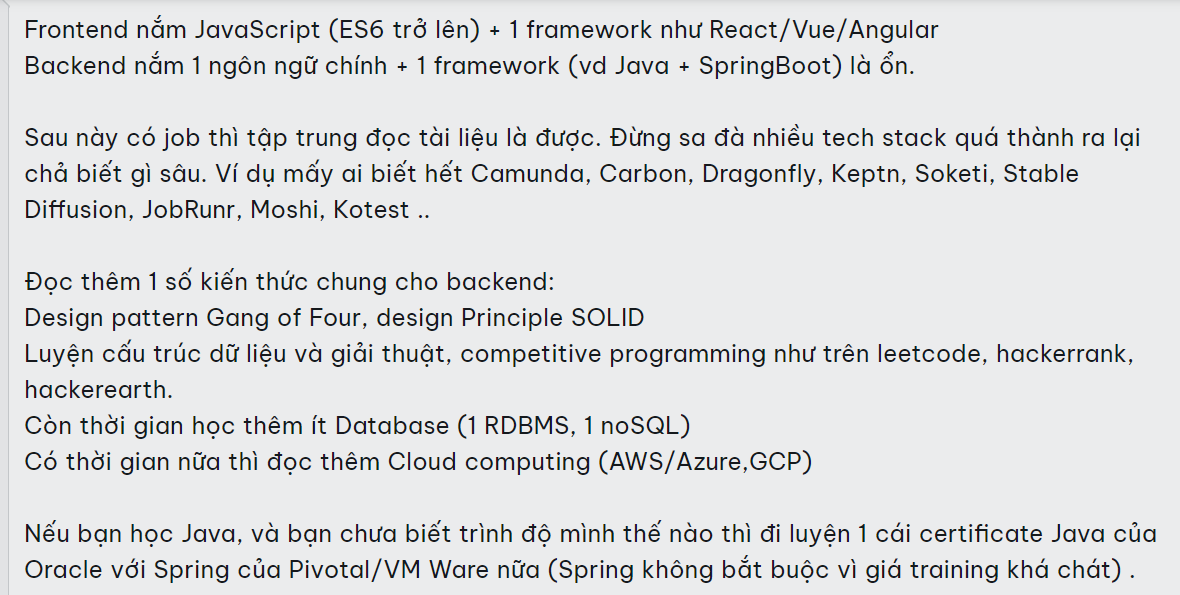 Frontend nắm JavaScript (ES6 trở lên) + 1 framework như React/Vue/Angular
Backend nắm 1 ngôn ngữ chính + 1 framework (vd Java + SpringBoot) là ổn.
Sau này có job thì tập trung đọc tài liệu là được. Đừng sa đà nhiều tech stack quá thành ra lại
chả biết gì sâu. Ví dụ mấy ai biết hết Camunda, Carbon, Dragonfly, Keptn, Soketi, Stable
Diffusion, JobRunr, Moshi, Kotest ..
Đọc thêm 1 số kiến thức chung cho backend:
Design pattern Gang of Four, design Principle SOLID
Luyện cấu trúc dữ liệu và giải thuật, competitive programming như trên leetcode, hackerrank,
hackerearth.
Còn thời gian học thêm ít Database (1 RDBMS, 1 noSQL)
Có thời gian nữa thì đọc thêm Cloud computing (AWS/Azure,GCP)
Nếu bạn học Java, và bạn chưa biết trình độ mình thế nào thì đi luyện 1 cái certificate Java của
Oracle với Spring của Pivotal/VM Ware nữa (Spring không bắt buộc vì giá training khá chát) .